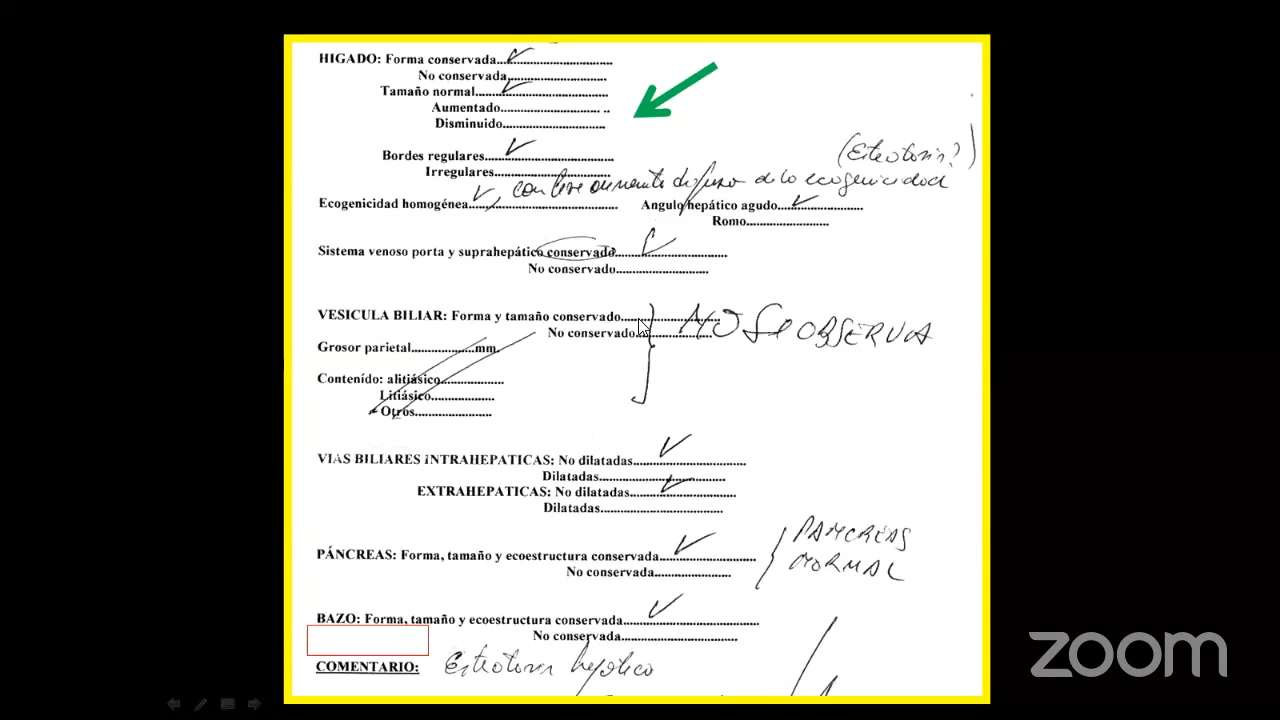 HIGADO: Forma conservada.......................
No conservada.......................
Tamaño normal.......................
Aumentado.......................
Disminuido.......................
(Esteatosis?)
Bordes regulares.......................
Irregulares.......................
, con leve aumento difuso de la ecogenicidad
Ecogenicidad homogénea....................... Angulo hepático agudo.......................
Romo.......................
Sistema venoso porta y suprahepático conservado.......................
No conservado.......................
VESICULA BILIAR: Forma y tamaño conservado.......................
NO SE OBSERVA
No conservado.......................
Grosor parietal................mm.
Contenído: alitiásico................
Litiásico................
Otros.......................
VIAS BILIARES INTRAHEPATICAS: No dilatadas.......................
Dilatadas.......................
EXTRAHEPATICAS: No dilatadas.......................
Dilatadas.......................
PANCREAS
NORMAL
PÁNCREAS: Forma, tamaño y ecoestructura conservada.......................
No conservada.......................
BAZO: Forma, tamaño y ecoestructura conservada.......................
No conservada.......................
COMENTARIO: Esteatosis hepática
zoom